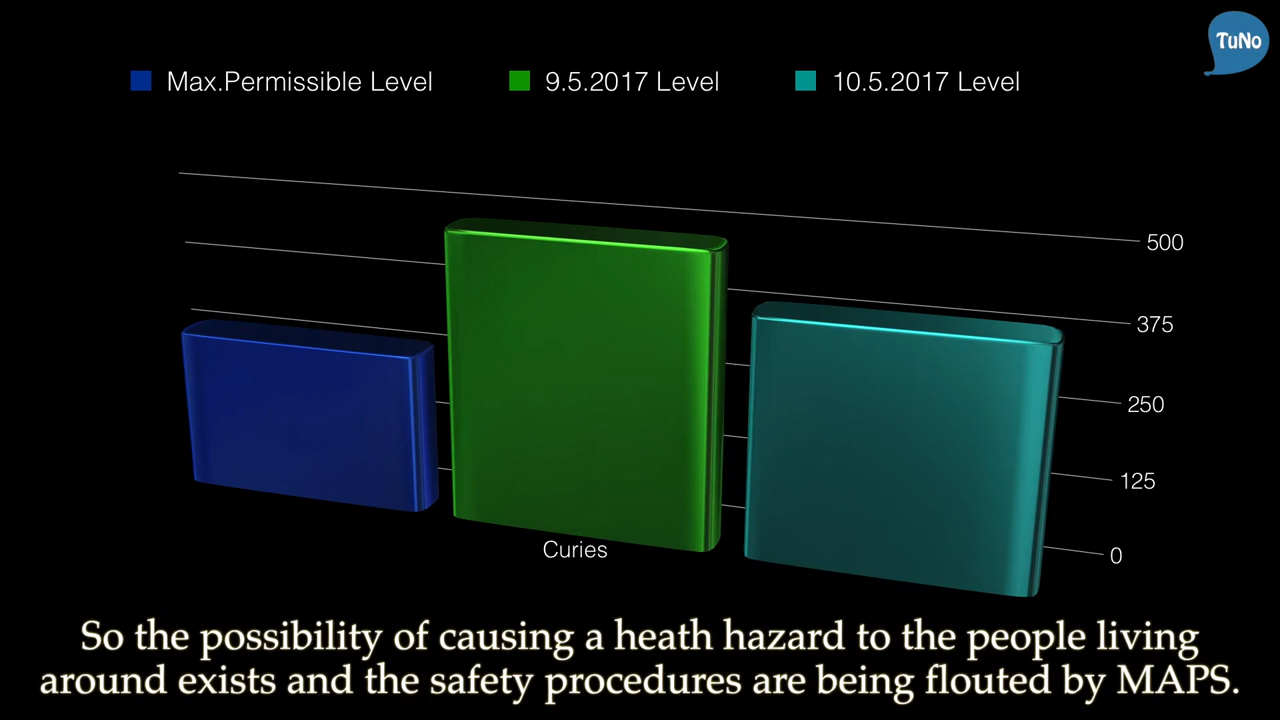 TuNo
Max.Permissible Level
9.5.2017 Level
10.5.2017 Level
500
375
250
125
0
Curies
So the possibility of causing a heath hazard to the people living
around exists and the safety procedures are being flouted by MAPS.